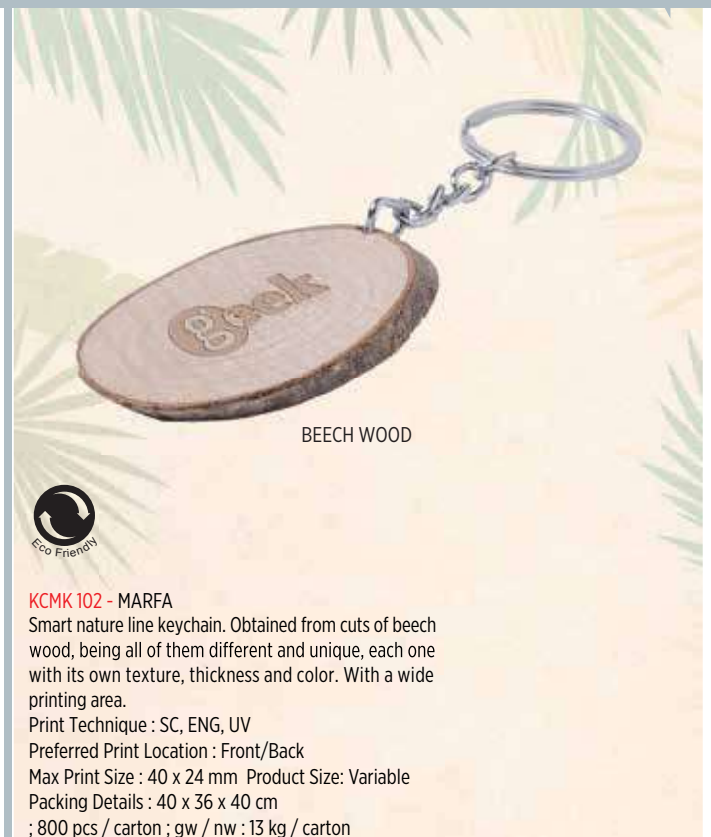 geek
BEECH WOOD
Eco Friendly
KCMK 102 - MARFA
Smart nature line keychain. Obtained from cuts of beech
wood, being all of them different and unique, each one
with its own texture, thickness and color. With a wide
printing area.
Print Technique : SC, ENG, UV
Preferred Print Location : Front/Back
Max Print Size : 40 x 24 mm  Product Size: Variable
Packing Details : 40 x 36 x 40 cm
; 800 pcs / carton ; gw / nw : 13 kg / carton